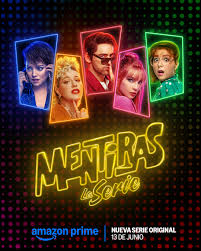 MENTIRAS
La Serie
amazon prime
NUEVA SERIE ORIGINAL
13 DE JUNIO